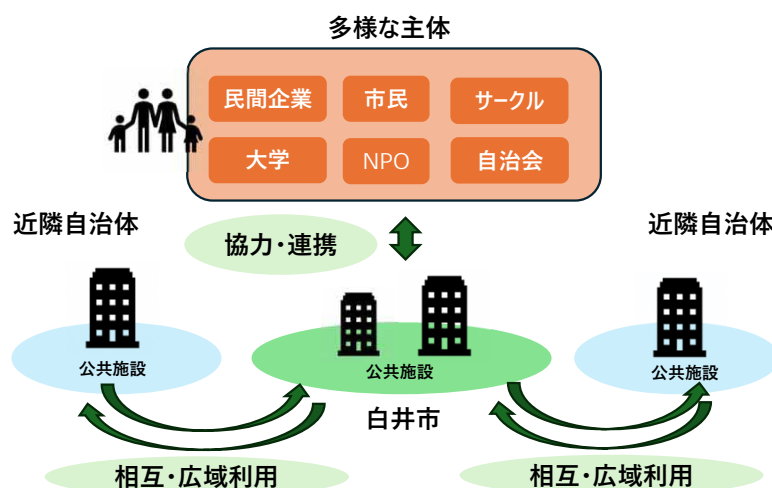 多様な主体
民間企業
市民
サークル
大学
NPO
自治会
近隣自治体
協力・連携
近隣自治体
公共施設
公共施設
公共施設
白井市
相互・広域利用
相互・広域利用